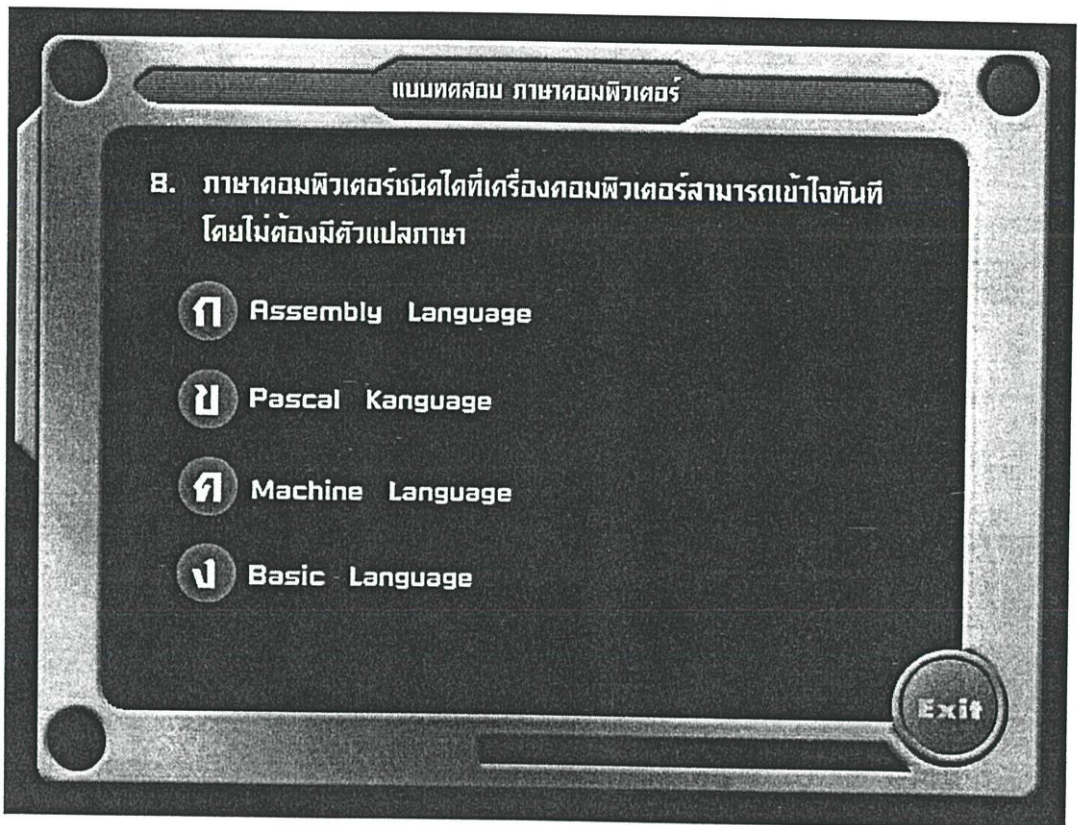 แบบทดสอบ ภาษาคอมพิวเตอร์
8. ภาษาคอมพิวเตอร์ชนิดใดที่เครื่องคอมพิวเตอร์สามารถเข้าใจทันที
โดยไม่ต้องมีตัวแปลภาษา
ก Assembly Language
ข Pascal Kanguage
ค Machine Language
ง Basic Language
Exit